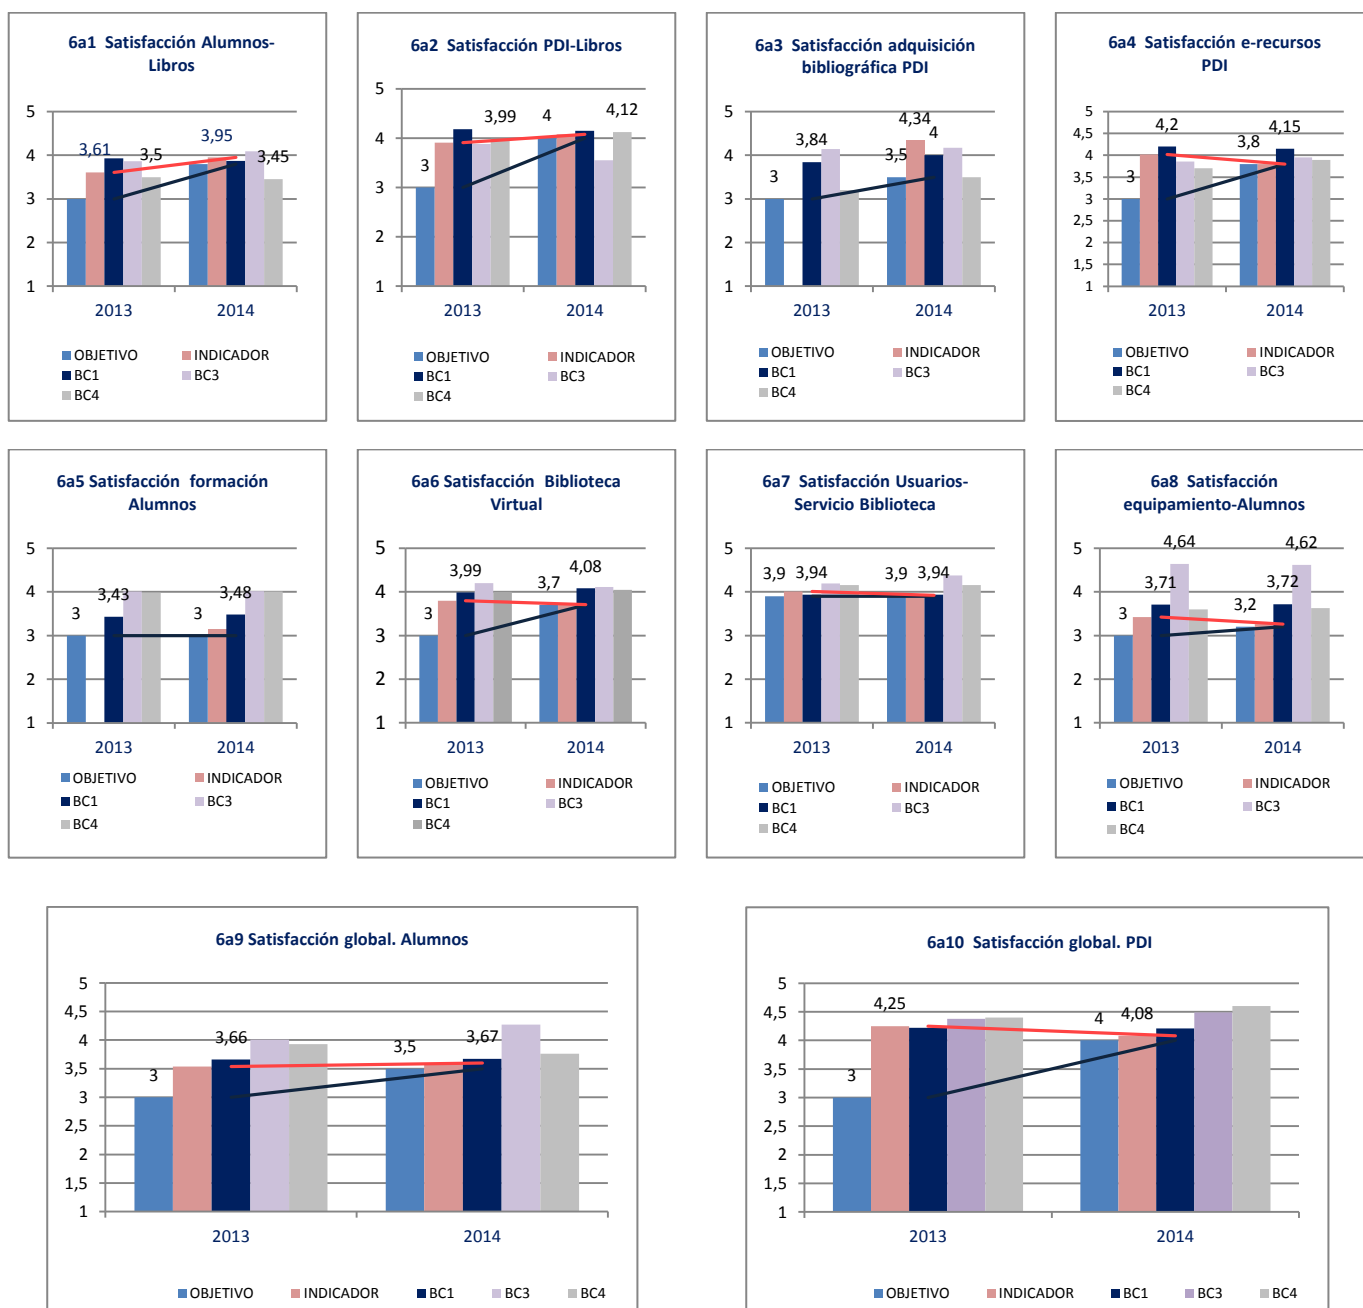 6a1 Satisfacción Alumnos-
Libros
5
4
3
2
1
3,61
3,5
3,95
3,45
2013
2014
OBJETIVO
INDICADOR
BC1
BC3
BC4
6a2 Satisfacción PDI-Libros
5
4
3
2
1
3
3,99
4
4,12
2013
2014
OBJETIVO
INDICADOR
BC1
BC3
BC4
6a3 Satisfacción adquisición
bibliográfica PDI
5
4
3
2
1
3
3,84
3,5
4,34
4
2013
2014
OBJETIVO
INDICADOR
BC1
BC3
BC4
6a4 Satisfacción e-recursos
PDI
5
4,5
4
3,5
3
2,5
2
1,5
1
3
4,2
3,8
4,15
2013
2014
OBJETIVO
INDICADOR
BC1
BC3
BC4
6a5 Satisfacción formación
Alumnos
5
4
3
2
1
3
3,43
3
3,48
2013
2014
OBJETIVO
INDICADOR
BC1
BC3
BC4
6a6 Satisfacción Biblioteca
Virtual
5
4
3
2
1
3
3,99
3,7
4,08
2013
2014
OBJETIVO
INDICADOR
BC1
BC3
BC4
6a7 Satisfacción Usuarios-
Servicio Biblioteca
5
4
3
2
1
3,9
3,94
3,9
3,94
2013
2014
OBJETIVO
INDICADOR
BC1
BC3
BC4
6a8 Satisfacción
equipamiento-Alumnos
5
4
3
2
1
3
3,71
4,64
3,2
3,72
4,62
2013
2014
OBJETIVO
INDICADOR
BC1
BC3
BC4
6a9 Satisfacción global. Alumnos
5
4,5
4
3,5
3
2,5
2
1,5
1
3
3,66
3,5
3,67
2013
2014
OBJETIVO
INDICADOR
BC1
BC3
BC4
6a10 Satisfacción global. PDI
5
4,5
4
3,5
3
2,5
2
1,5
1
3
4,25
4
4,08
2013
2014
OBJETIVO
INDICADOR
BC1
BC3
BC4